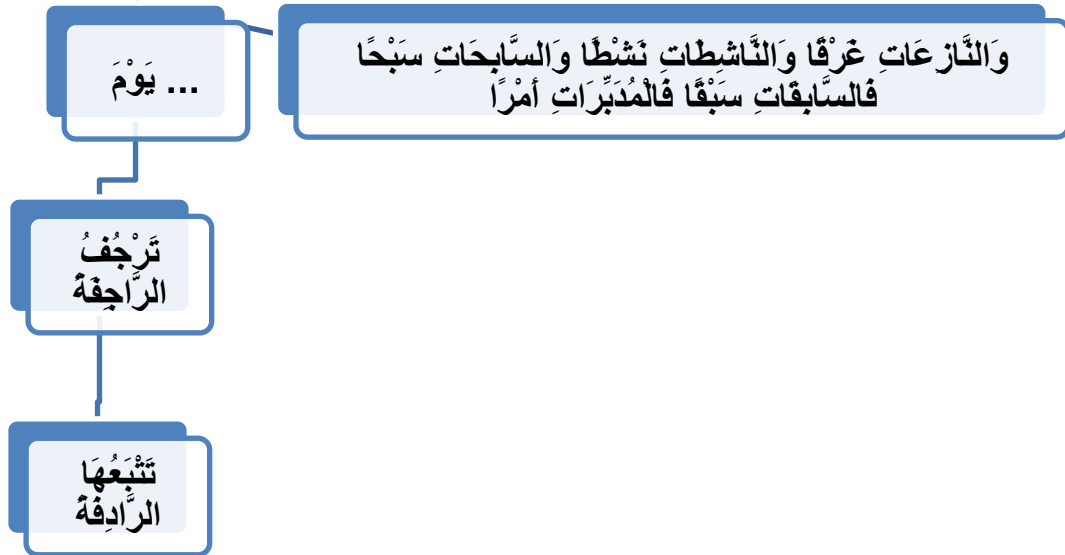 وَالنَّازِعَاتِ غَرْقًا وَالنَّاشِطَاتِ نَشْطًا وَالسَّابِحَاتِ سَبْحًا
فَالسَّابِقَاتِ سَبْقًا فَالْمُدَبِّرَاتِ أَمْرًا
... يَوْمَ
تَرْجُفُ
الرَّاجِفَةُ
تَتْبَعُهَا
الرَّادِفَةُ